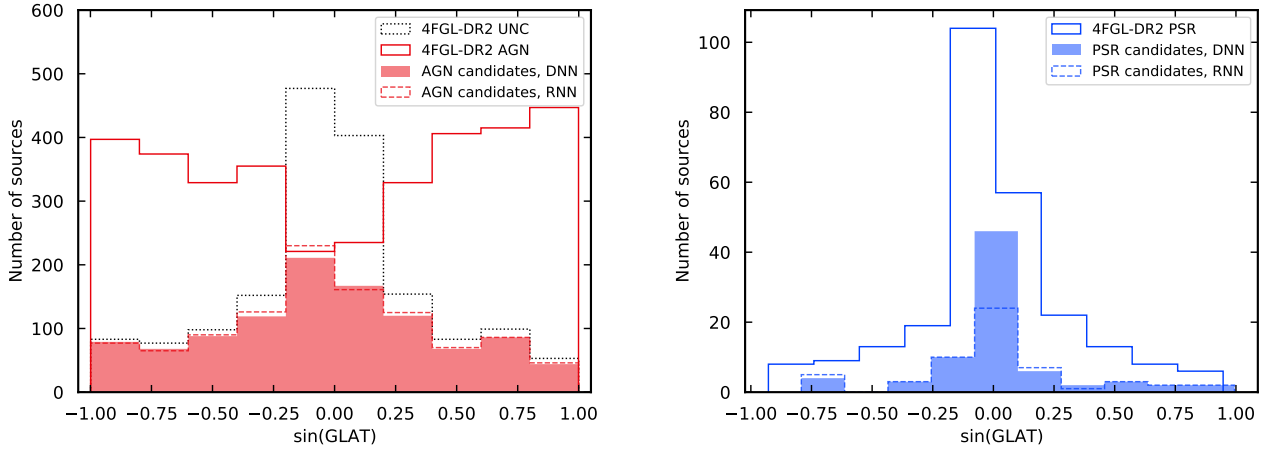 600
500
400
300
200
100
0
Number of sources
4FGL-DR2 UNC
4FGL-DR2 AGN
AGN candidates, DNN
AGN candidates, RNN
−1.00 −0.75 −0.50 −0.25 0.00 0.25 0.50 0.75 1.00
sin(GLAT)
100
80
60
40
20
0
Number of sources
4FGL-DR2 PSR
PSR candidates, DNN
PSR candidates, RNN
−1.00 −0.75 −0.50 −0.25 0.00 0.25 0.50 0.75 1.00
sin(GLAT)